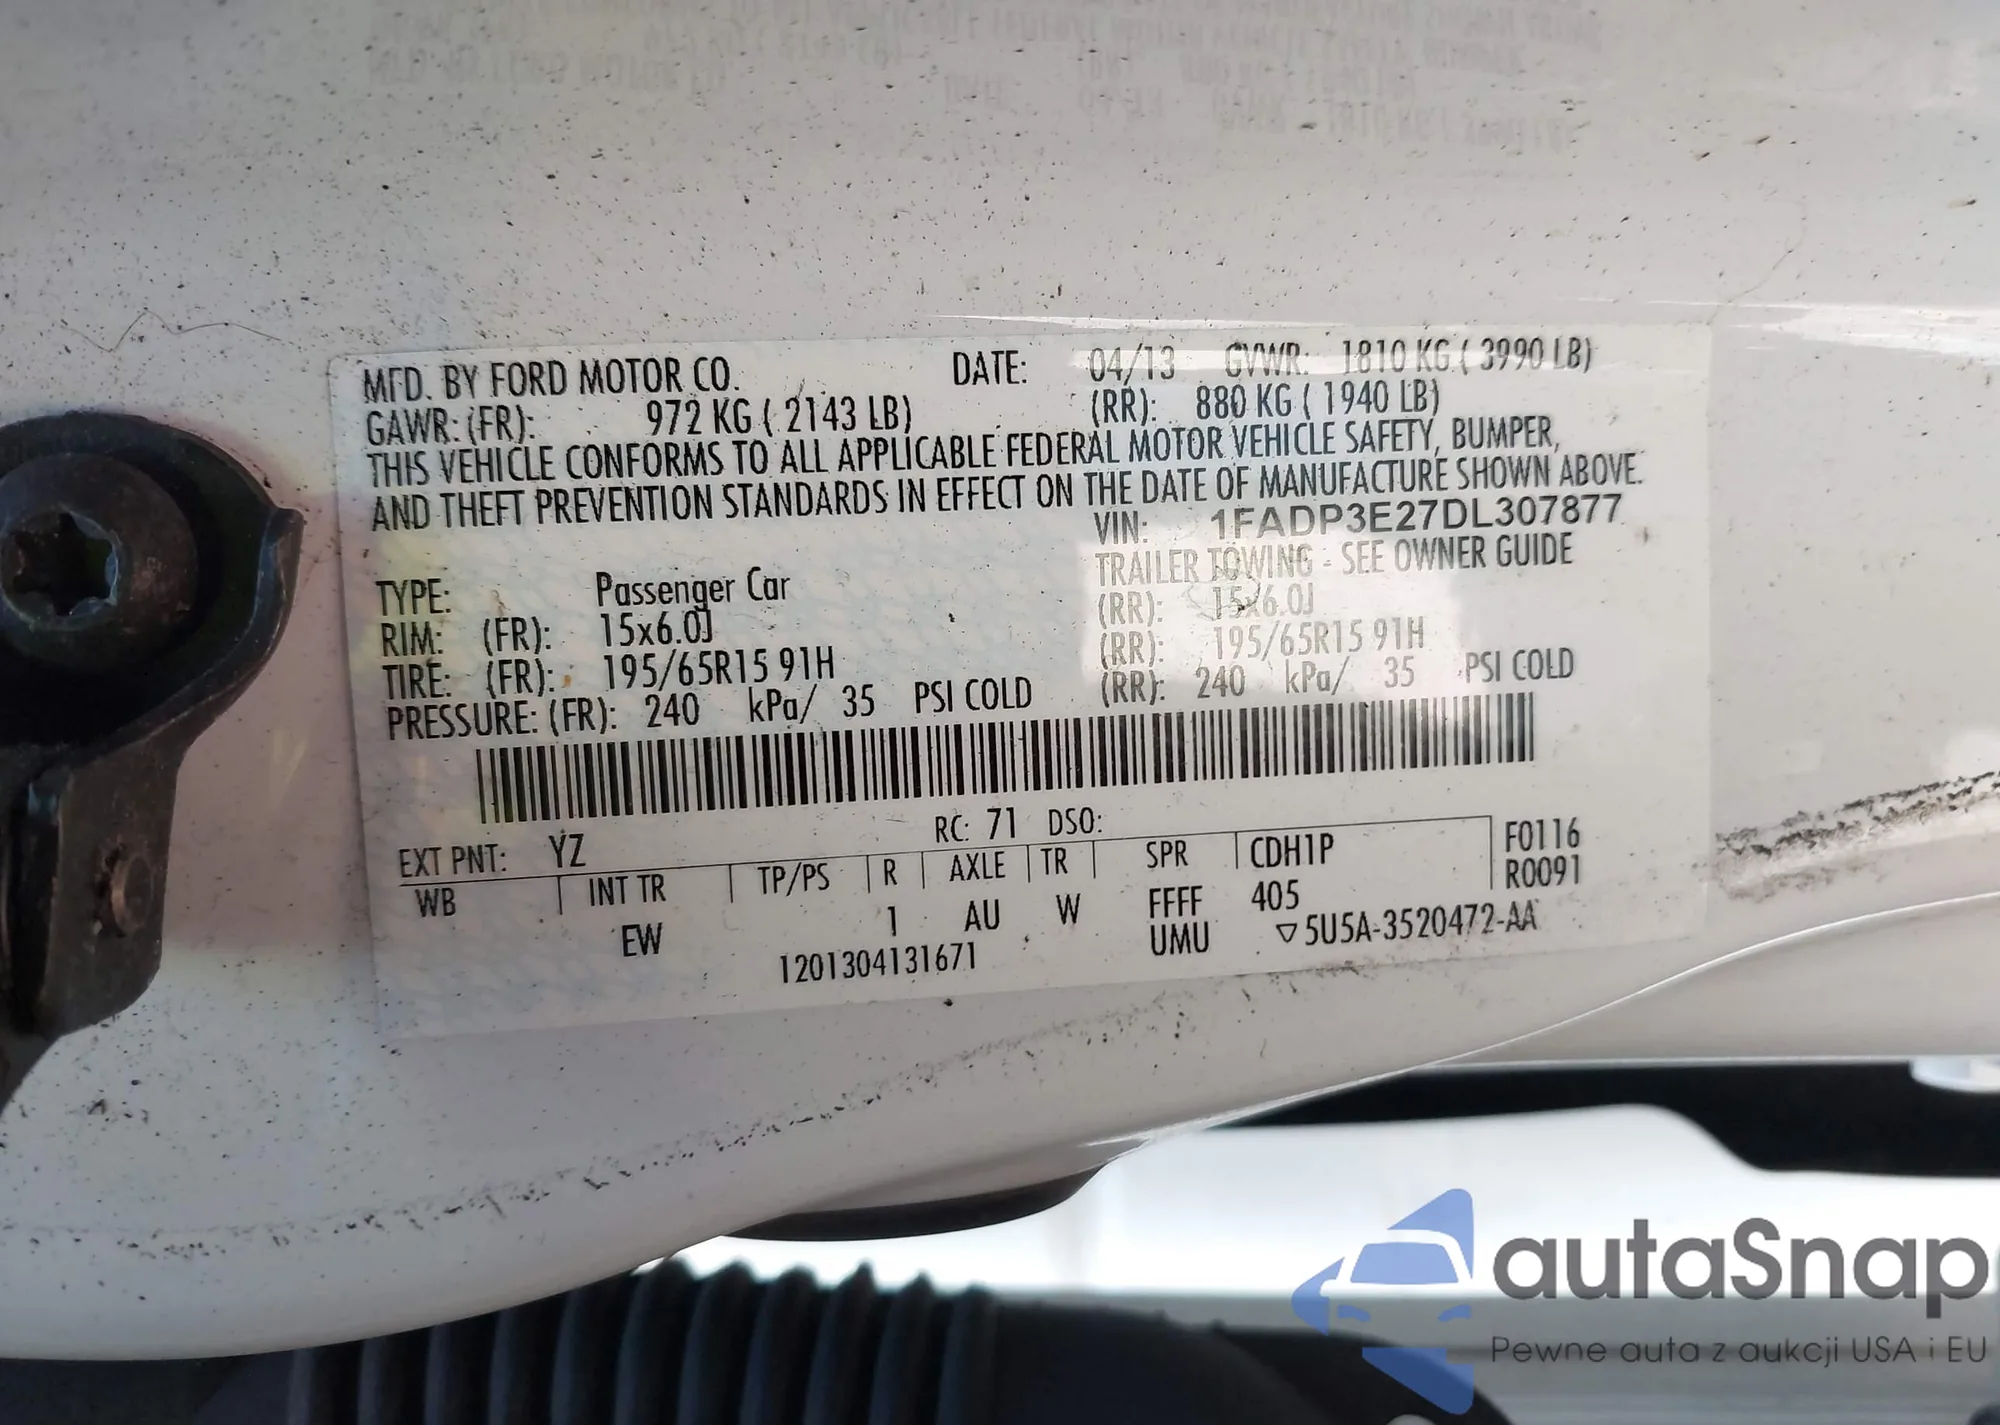 MFD. BY FORD MOTOR CO. DATE: 04/13 GVWR: 1810 KG ( 3990 LB)
GAWR: (FR): 972 KG ( 2143 LB) (RR): 880 KG ( 1940 LB)
THIS VEHICLE CONFORMS TO ALL APPLICABLE FEDERAL MOTOR VEHICLE SAFETY, BUMPER,
AND THEFT PREVENTION STANDARDS IN EFFECT ON THE DATE OF MANUFACTURE SHOWN ABOVE.
VIN: 1FADP3E27DL307877
TRAILER TOWING - SEE OWNER GUIDE
TYPE: Passenger Car
RIM: (FR): 15x6.0J (RR): 15x6.0J
TIRE: (FR): 195/65R15 91H (RR): 195/65R15 91H
PRESSURE: (FR): 240 kPa/ 35 PSI COLD (RR): 240 kPa/ 35 PSI COLD
EXT PNT: YZ RC: 71 DSO:
WB INT TR TP/PS R AXLE TR SPR CDH1P F0116
R0091
EW 1 AU W FFFF 405
UMU ▽5U5A-3520472-AA
1201304131671
autaSnap
Pewne auta z aukcji USA i EU